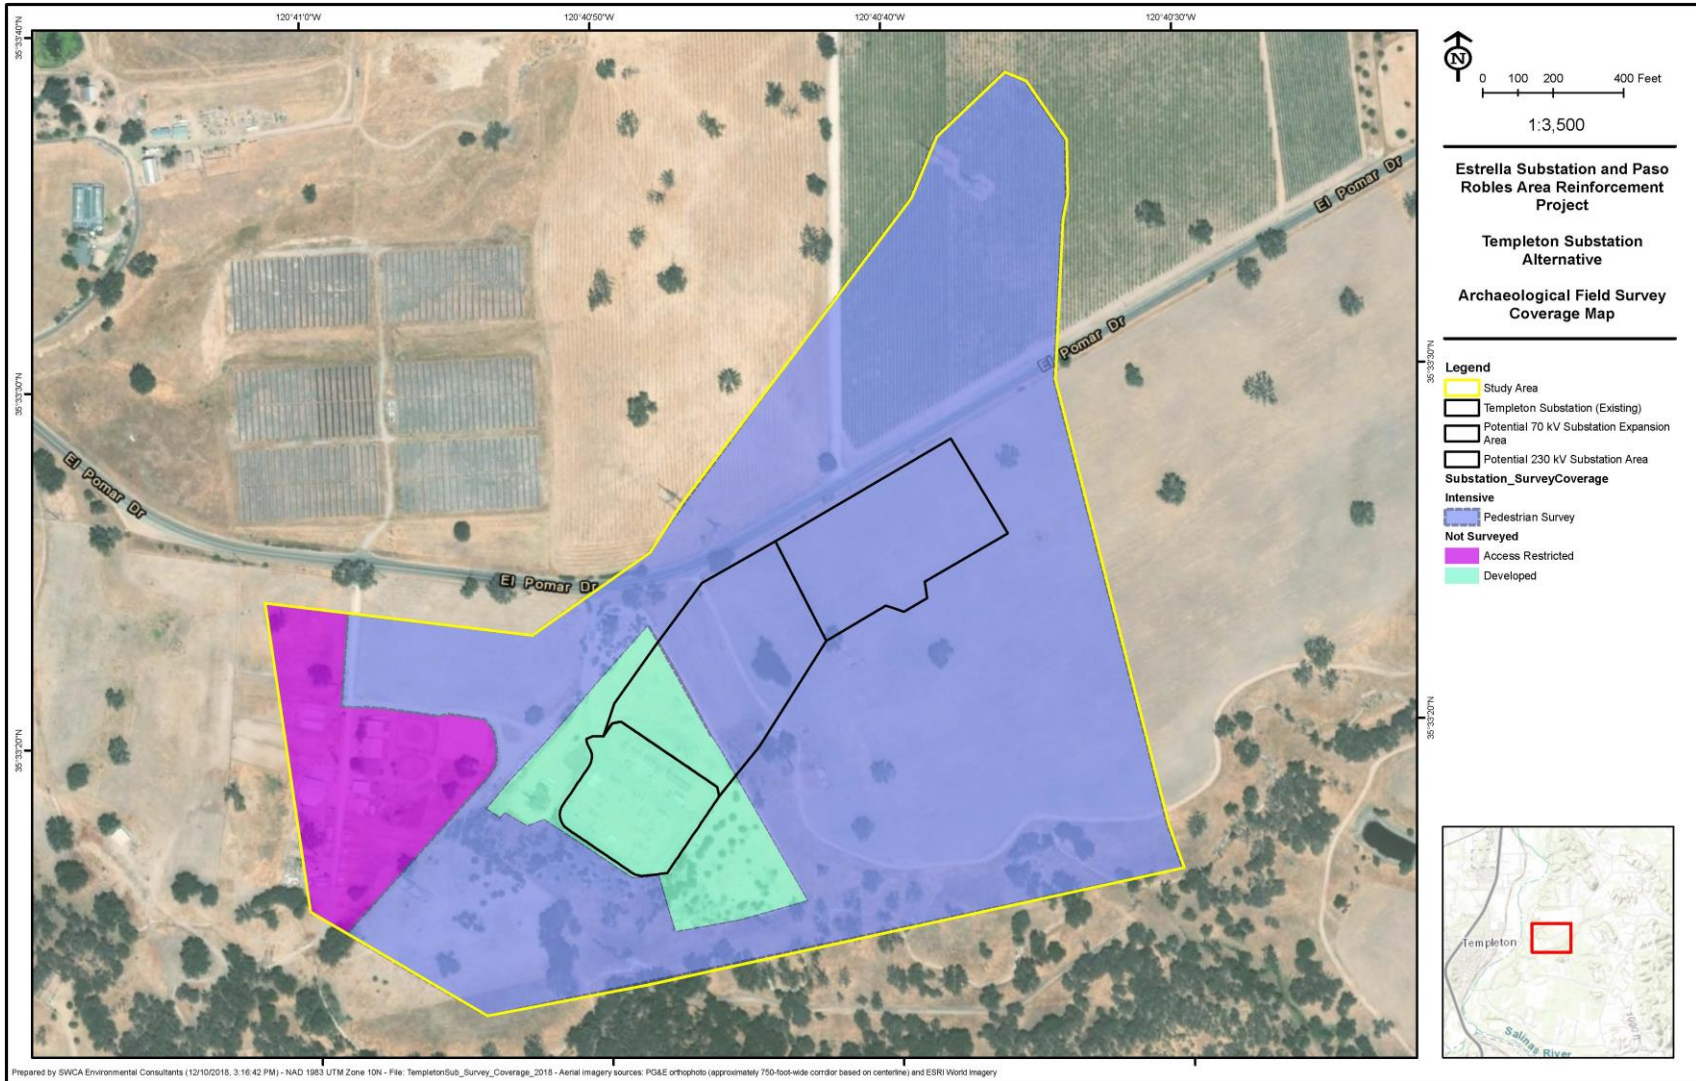 120°41'0"W
120°40'50"W
120°40'40"W
120°40'30"W
35°33'40"N
35°33'30"N
35°33'20"N
35°33'30"N
35°33'20"N
El Pomar Dr
El Pomar Dr
El Pomar Dr
El Pomar Dr
N
0 100 200 400 Feet
1:3,500
Estrella Substation and Paso
Robles Area Reinforcement
Project
Templeton Substation
Alternative
Archaeological Field Survey
Coverage Map
Legend
Study Area
Templeton Substation (Existing)
Potential 70 kV Substation Expansion
Area
Potential 230 kV Substation Area
Substation_SurveyCoverage
Intensive
Pedestrian Survey
Not Surveyed
Access Restricted
Developed
Templeton
Salinas River
Prepared by SWCA Environmental Consultants (12/10/2018, 3:16:42 PM) - NAD 1983 UTM Zone 10N - File: TempletonSub_Survey_Coverage_2018 - Aerial imagery sources: PG&E orthophoto (approximately 750-foot-wide corridor based on centerline) and ESRI World Imagery